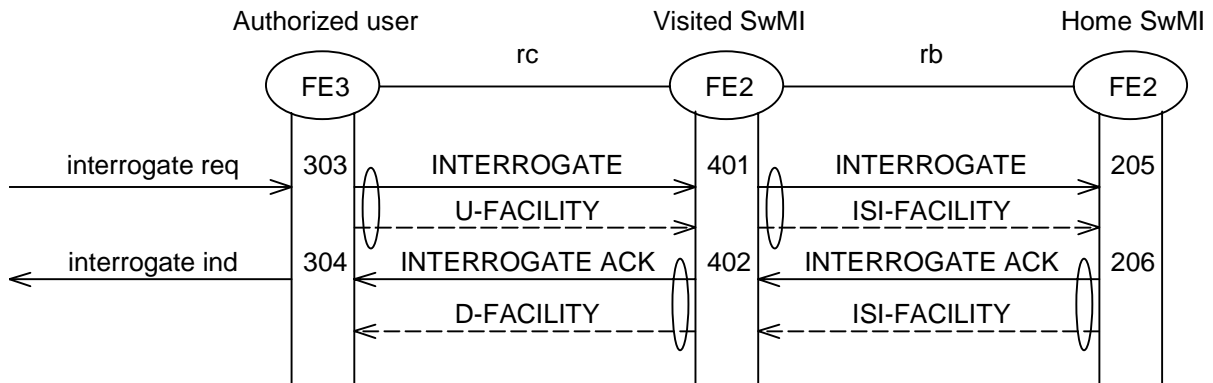 Authorized user Visited SwMI Home SwMI
rc rb
FE3 FE2 FE2
interrogate req 303 INTERROGATE 401 INTERROGATE 205
U-FACILITY ISI-FACILITY
interrogate ind 304 INTERROGATE ACK 402 INTERROGATE ACK 206
D-FACILITY ISI-FACILITY